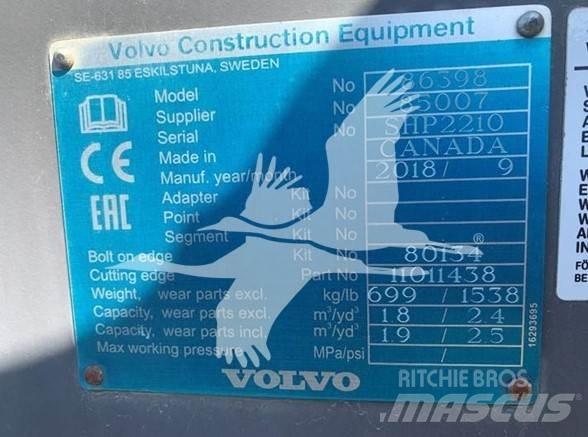 Volvo Construction Equipment
SE-631 85 ESKILSTUNA, SWEDEN
Model No 86398
Supplier No 85007
Serial No SHP2210
Made in CANADA
Manuf. year/month 2018 / 9
Adapter Kit No
Point Kit No
Segment Kit No
®
Bolt on edge No 80134
Cutting edge Part No 11011438
Weight, wear parts excl. kg/lb 699 / 1538
Capacity, wear parts excl. m³/yd³ 1.8 / 2.4
Capacity, wear parts incl. m³/yd³ 1.9 / 2.5
Max working pressure MPa/psi /
CE
EAC
VOLVO
16293695
RITCHIE BROS
MASCUS